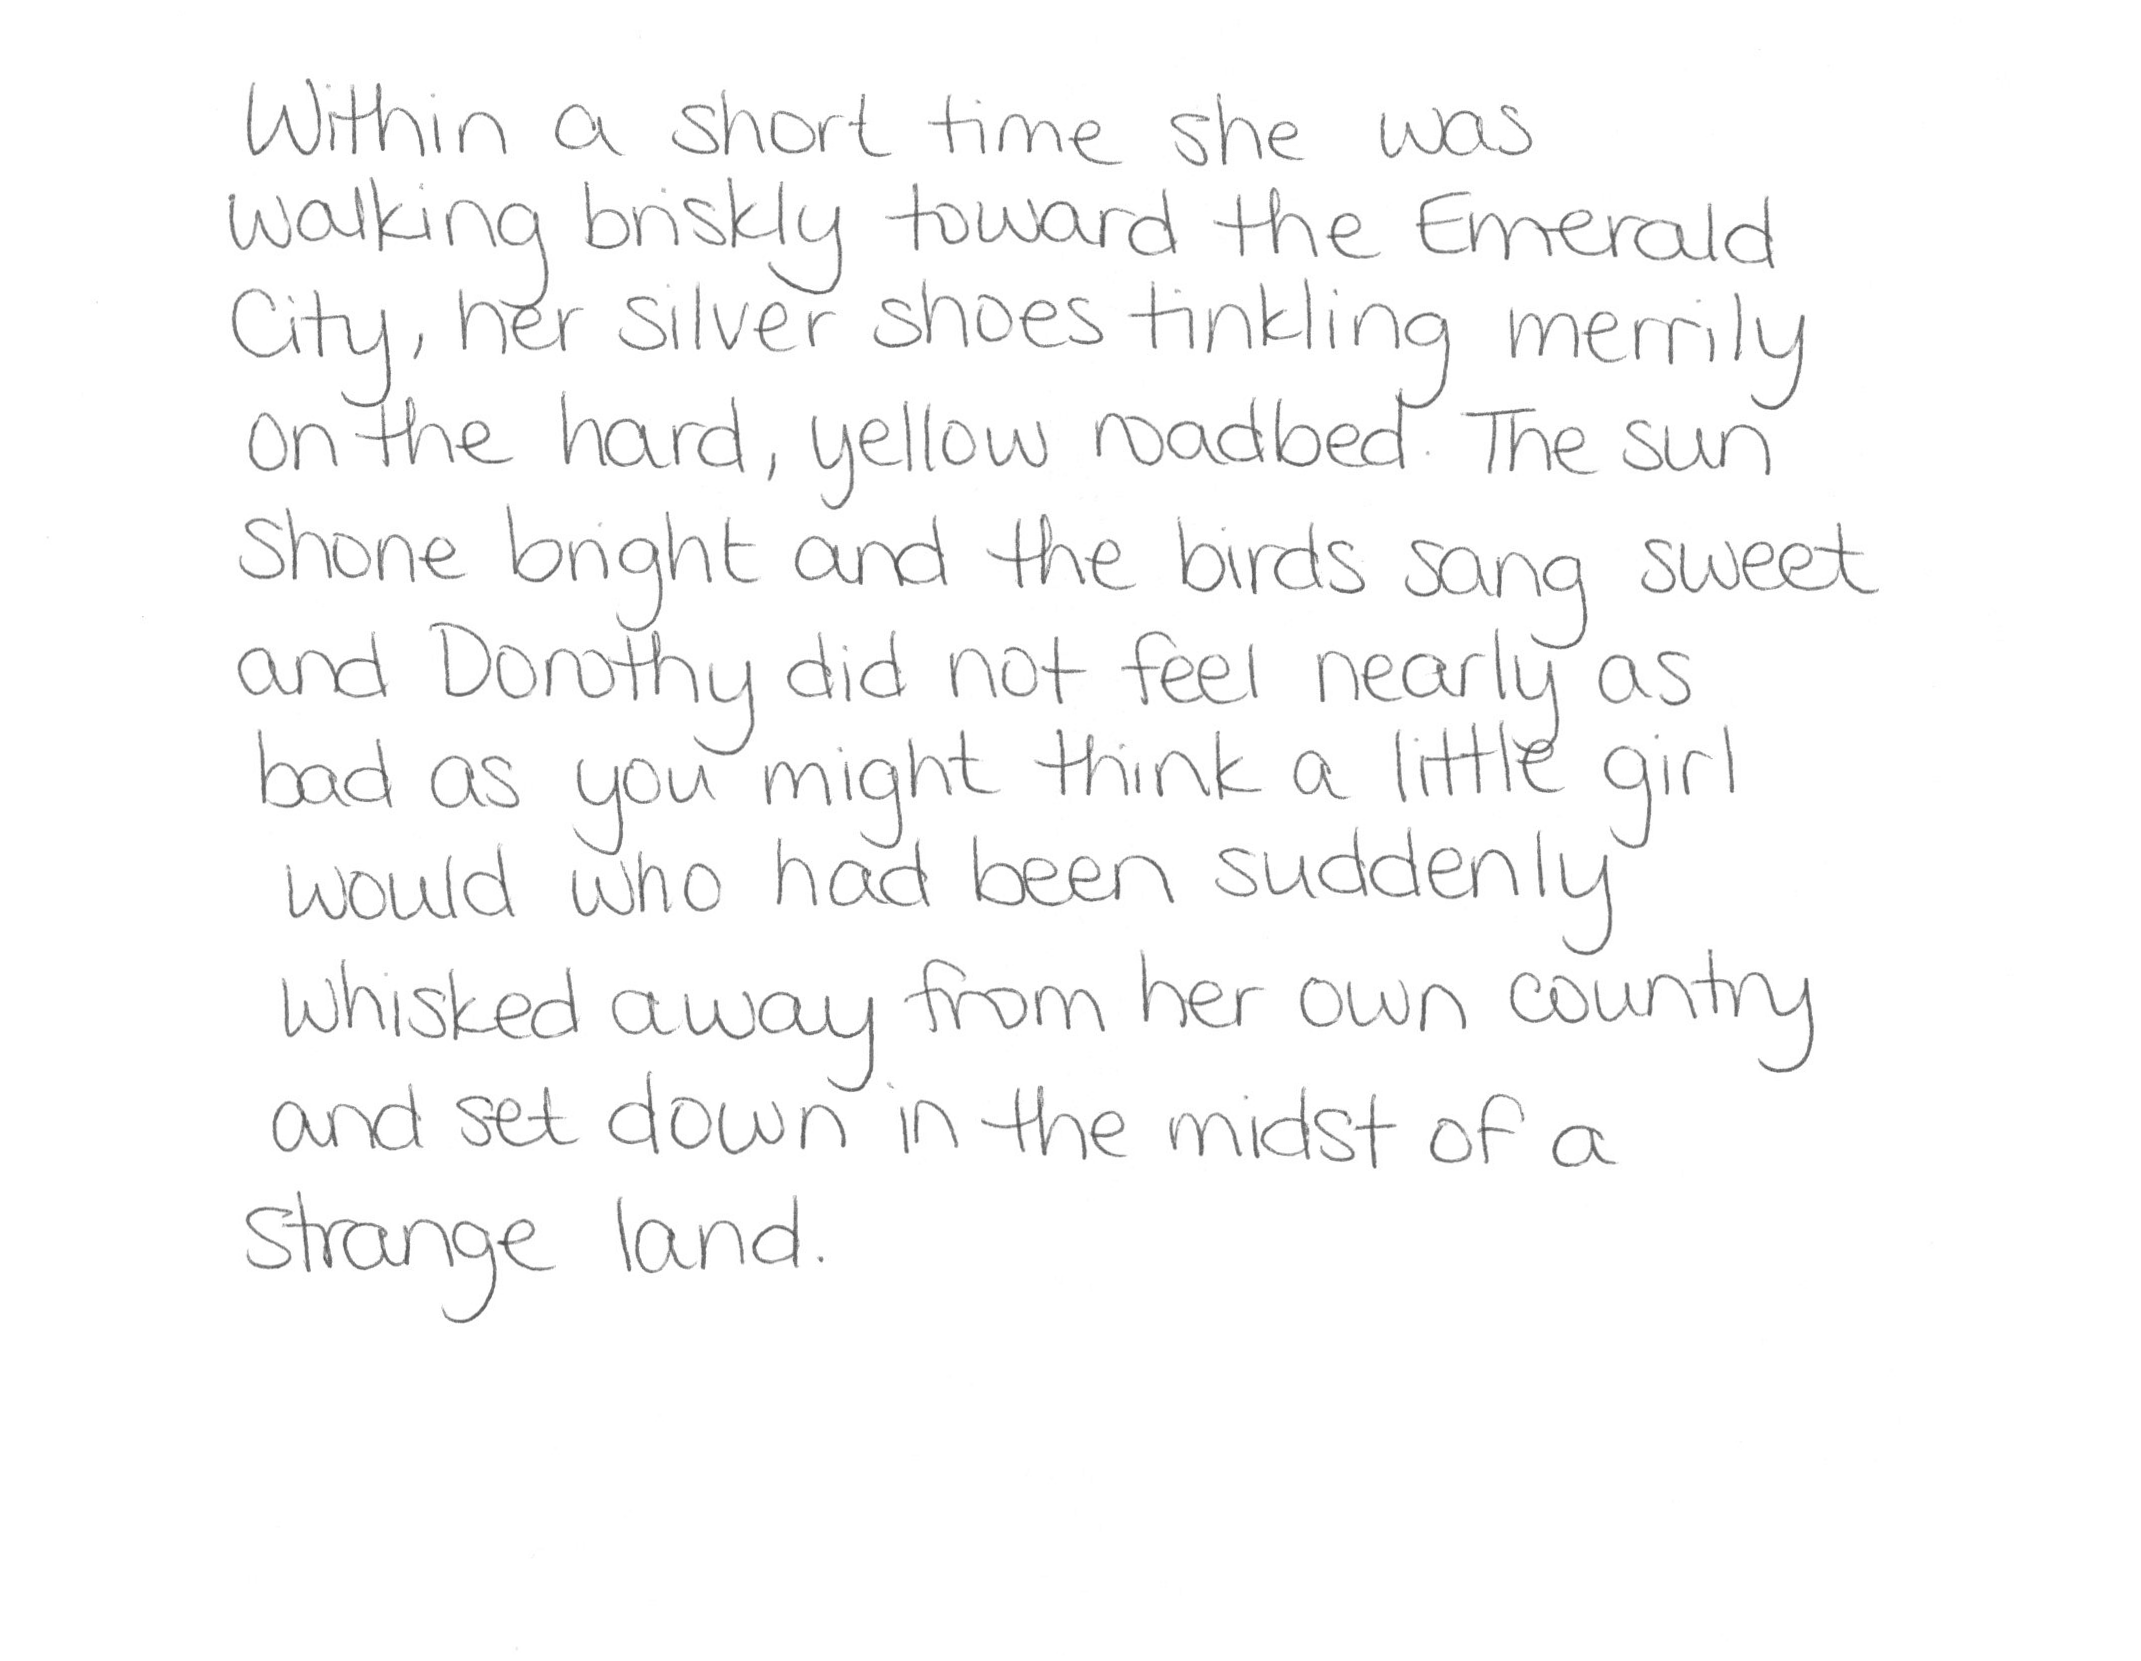 Within a short time she was
walking briskly toward the Emerald
City, her silver shoes tinkling merrily
on the hard, yellow roadbed. The sun
shone bright and the birds sang sweet
and Dorothy did not feel nearly as
bad as you might think a little girl
would who had been suddenly
whisked away from her own country
and set down in the midst of a
strange land.